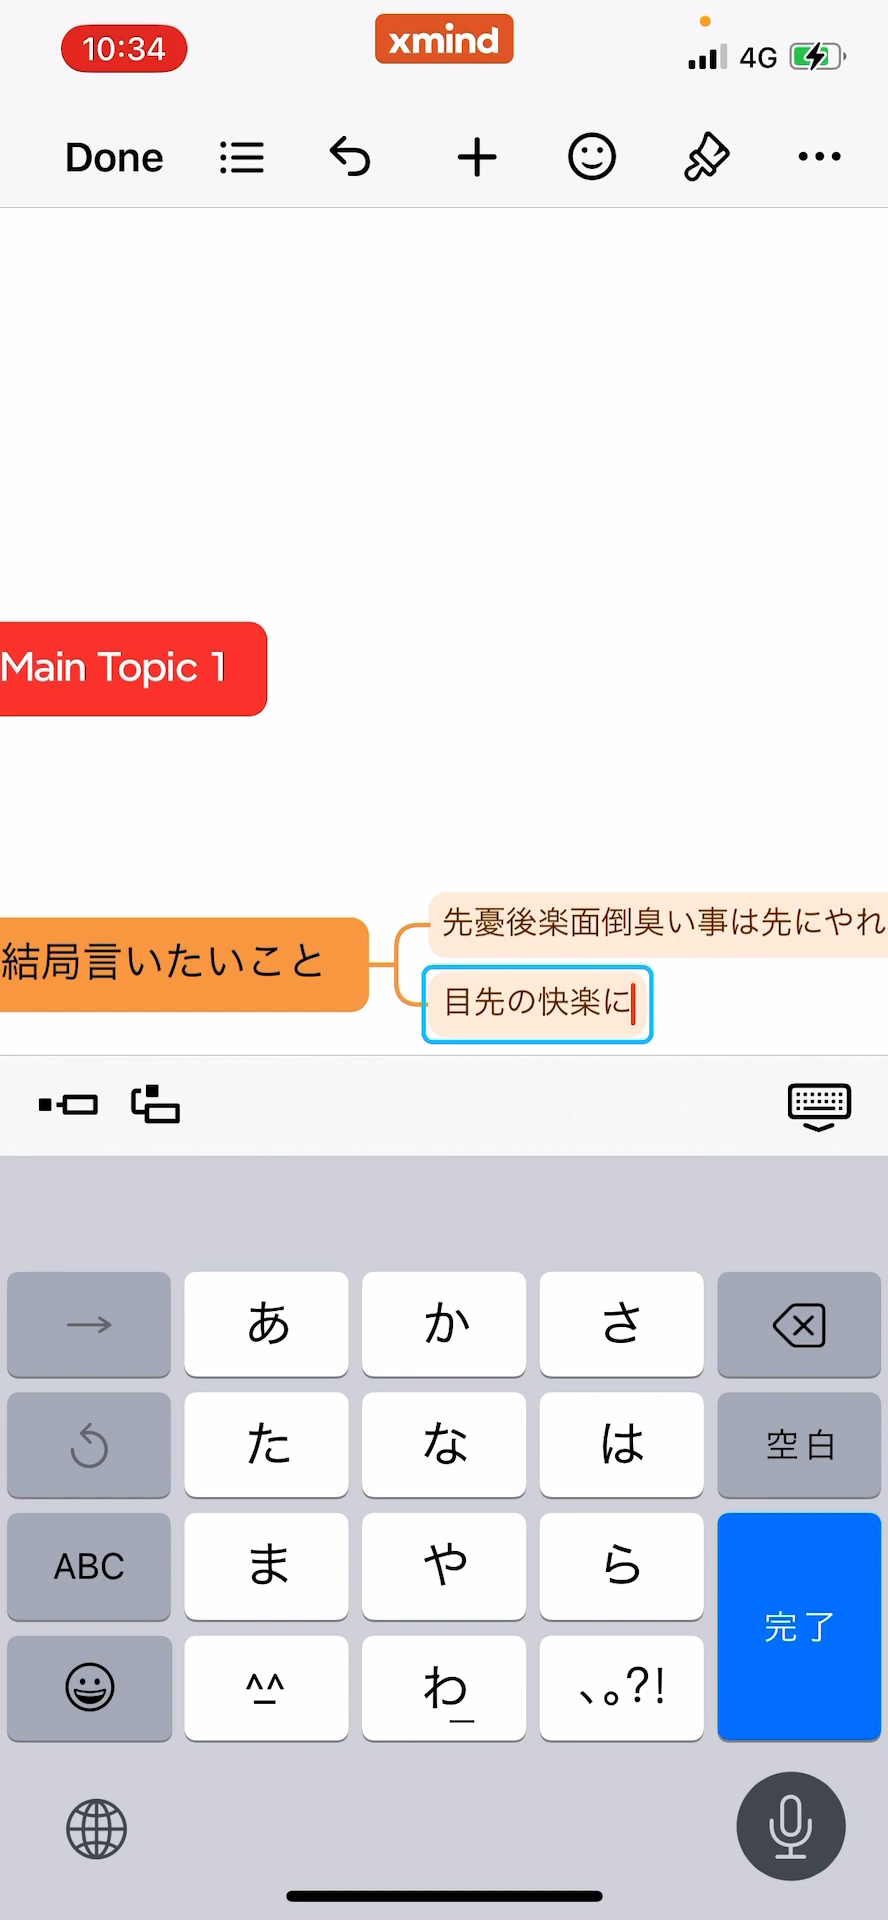 10:34
xmind
4G
Done
Main Topic 1
先憂後楽面倒臭い事は先にやれ
結局言いたいこと
目先の快楽に
→
あ
か
さ
た
な
は
空白
ABC
ま
や
ら
完了
^^
わ
、。?!